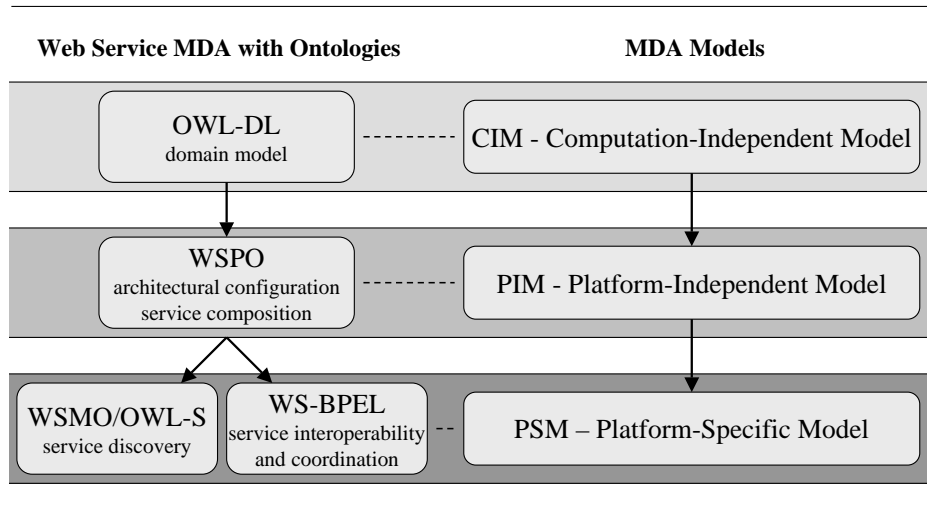 Web Service MDA with Ontologies
MDA Models
OWL-DL
domain model
CIM - Computation-Independent Model
WSPO
architectural configuration
service composition
PIM - Platform-Independent Model
WSMO/OWL-S
service discovery
WS-BPEL
service interoperability
and coordination
PSM – Platform-Specific Model